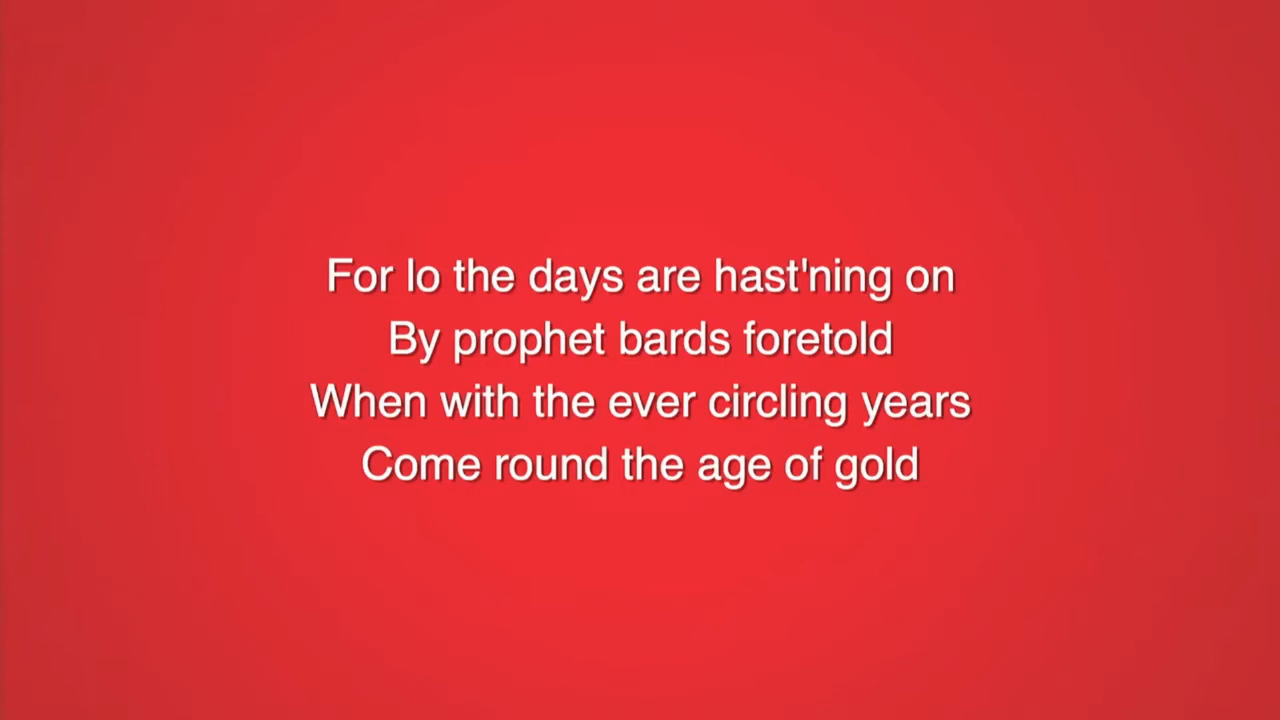 For lo the days are hast'ning on
By prophet bards foretold
When with the ever circling years
Come round the age of gold